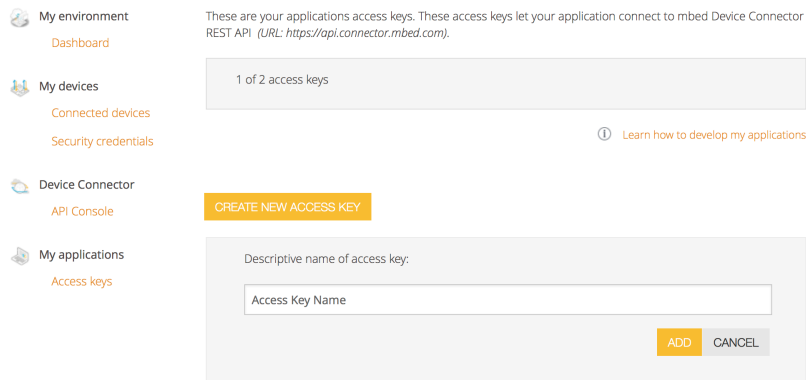 My environment
Dashboard
My devices
Connected devices
Security credentials
Device Connector
API Console
My applications
Access keys
These are your applications access keys. These access keys let your application connect to mbed Device Connector
REST API (URL: https://api.connector.mbed.com).
1 of 2 access keys
Learn how to develop my applications
CREATE NEW ACCESS KEY
Descriptive name of access key:
Access Key Name
ADD CANCEL